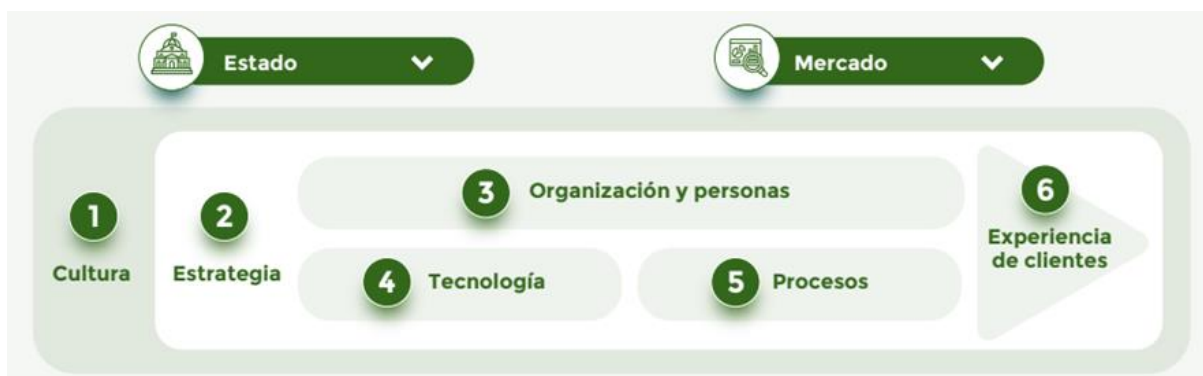 Estado
Mercado
1
Cultura
2
Estrategia
3 Organización y personas
4 Tecnología
5 Procesos
6
Experiencia
de clientes